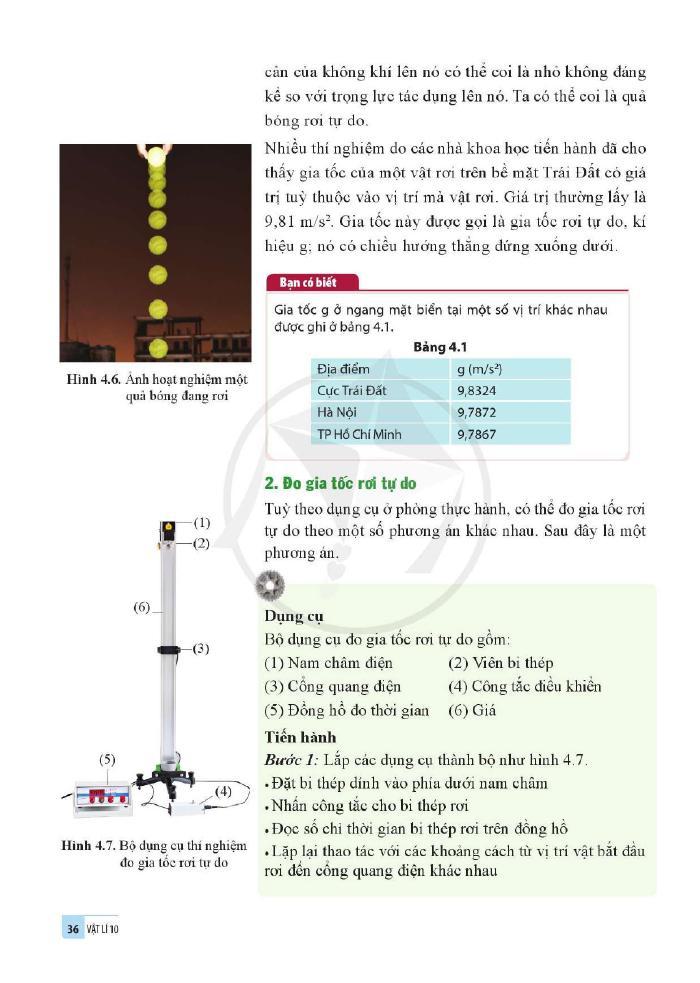 cản của không khí lên nó có thể coi là nhỏ không đáng
kể so với trọng lực tác dụng lên nó. Ta có thể coi là quả
bóng rơi tự do.
Nhiều thí nghiệm do các nhà khoa học tiến hành đã cho
thấy gia tốc của một vật rơi trên bề mặt Trái Đất có giá
trị tuỳ thuộc vào vị trí mà vật rơi. Giá trị thường lấy là
9,81 m/s². Gia tốc này được gọi là gia tốc rơi tự do, kí
hiệu g; nó có chiều hướng thẳng đứng xuống dưới.
Hình 4.6. Ảnh hoạt nghiệm một
quả bóng đang rơi
Bạn có biết
Gia tốc g ở ngang mặt biển tại một số vị trí khác nhau
được ghi ở bảng 4.1.
Bảng 4.1
Địa điểm g (m/s²)
Cực Trái Đất 9,8324
Hà Nội 9,7872
TP Hồ Chí Minh 9,7867
2. Đo gia tốc rơi tự do
Tuỳ theo dụng cụ ở phòng thực hành, có thể đo gia tốc rơi
tự do theo một số phương án khác nhau. Sau đây là một
phương án.
(1)
(2)
(6)
(3)
(5)
(4)
Hình 4.7. Bộ dụng cụ thí nghiệm
đo gia tốc rơi tự do
Dụng cụ
Bộ dụng cụ đo gia tốc rơi tự do gồm:
(1) Nam châm điện (2) Viên bi thép
(3) Cổng quang điện (4) Công tắc điều khiển
(5) Đồng hồ đo thời gian (6) Giá
Tiến hành
Bước 1: Lắp các dụng cụ thành bộ như hình 4.7.
• Đặt bi thép dính vào phía dưới nam châm
• Nhấn công tắc cho bi thép rơi
• Đọc số chỉ thời gian bi thép rơi trên đồng hồ
• Lặp lại thao tác với các khoảng cách từ vị trí vật bắt đầu
rơi đến cổng quang điện khác nhau
36 VẬT LÍ 10